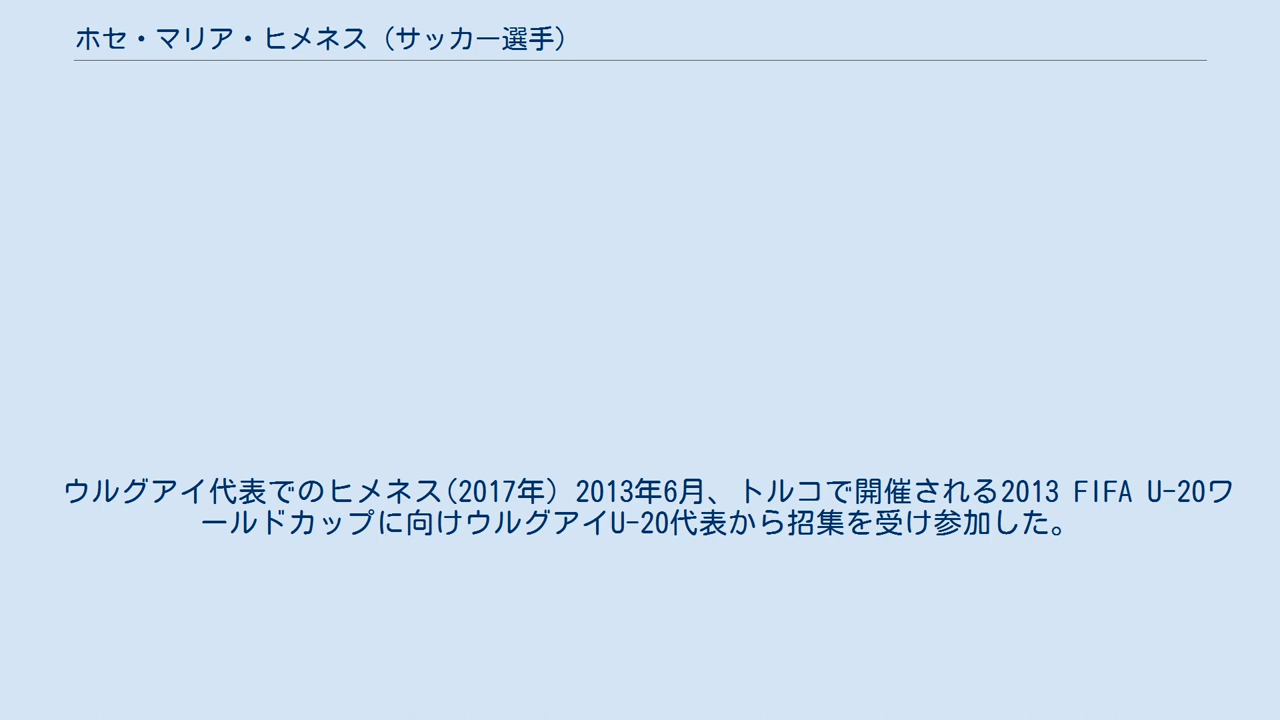 ホセ・マリア・ヒメネス（サッカー選手）
ウルグアイ代表でのヒメネス(2017年) 2013年6月、トルコで開催される2013 FIFA U-20ワ
ールドカップに向けウルグアイU-20代表から招集を受け参加した。